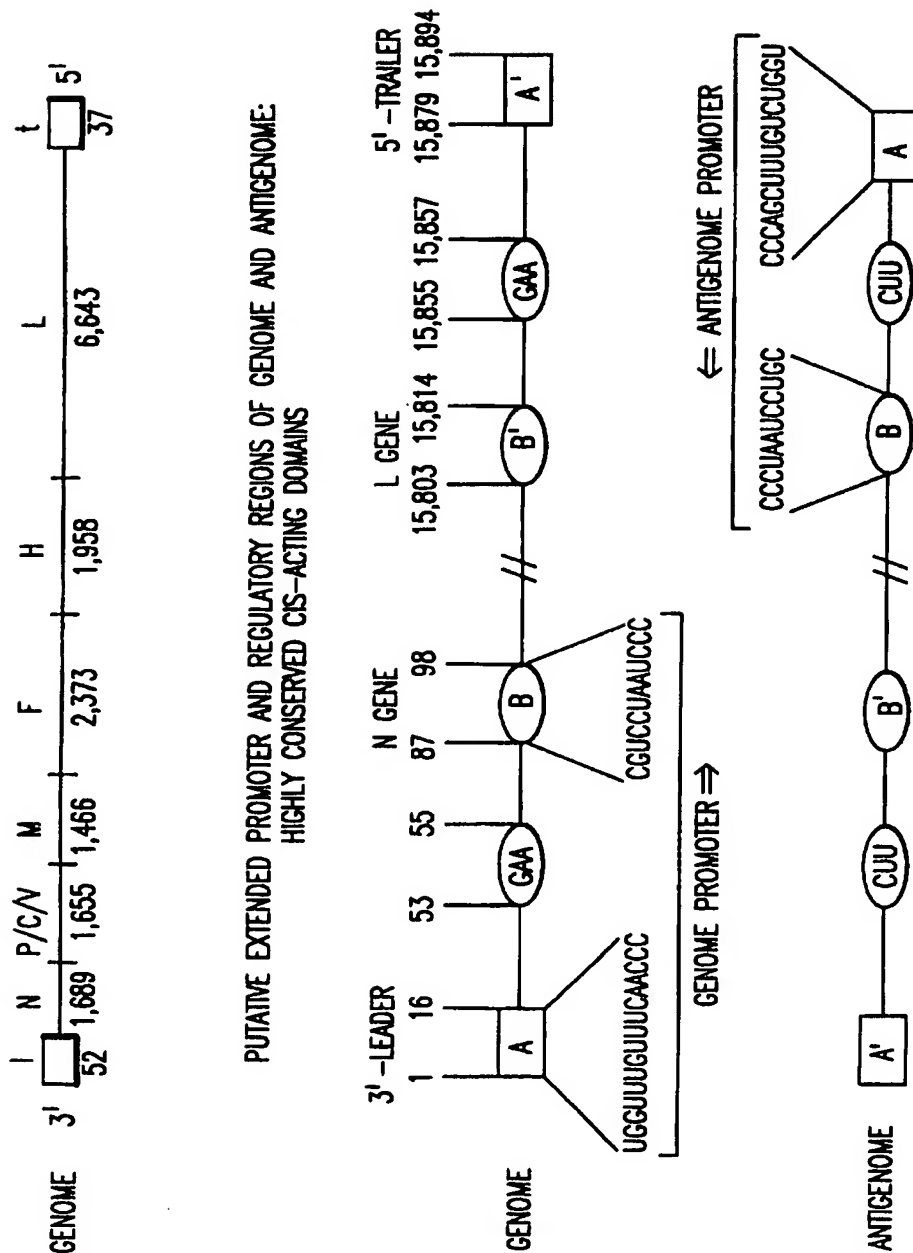 l N P/C/V M F H L t
GENOME 3' 5'
52 1,689 1,655 1,466 2,373 1,958 6,643 37
PUTATIVE EXTENDED PROMOTER AND REGULATORY REGIONS OF GENOME AND ANTIGENOME:
HIGHLY CONSERVED CIS-ACTING DOMAINS
3'-LEADER N GENE L GENE 5'-TRAILER
1 16 53 55 87 98 15,803 15,814 15,855 15,857 15,879 15,894
GENOME A GAA B // B' GAA A'
UGGUUUGUUUCAACCC CGUCCUAAUCCC
GENOME PROMOTER ⇒
⇐ ANTIGENOME PROMOTER
CCCUAAUCCUGC CCCAGCUUUGUCUGGU
ANTIGENOME A' CUU B' // B CUU A